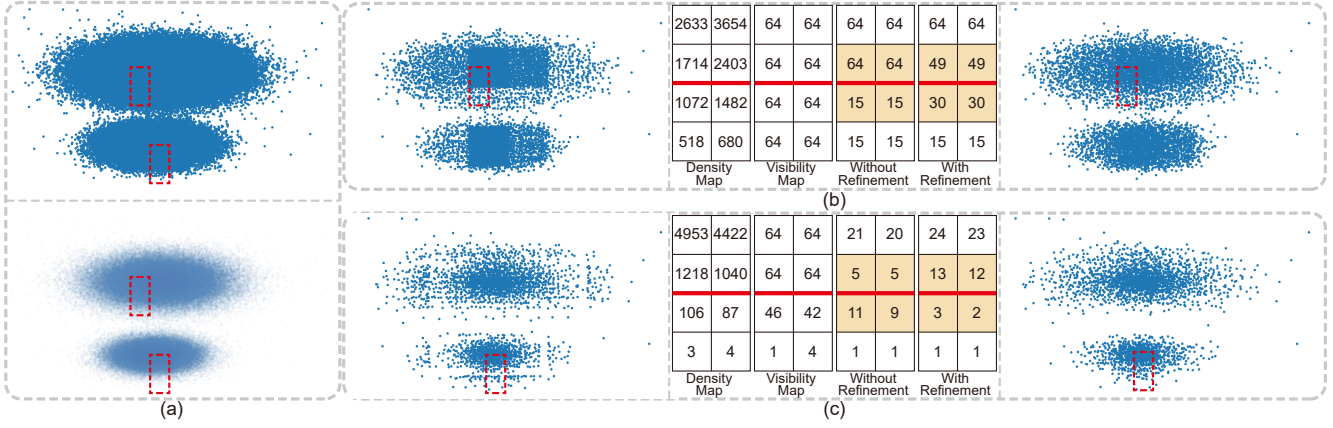 2633 3654 64 64 64 64 64 64
1714 2403 64 64 64 64 49 49
1072 1482 64 64 15 15 30 30
518 680 64 64 15 15 15 15
Density Map Visibility Map Without Refinement With Refinement
(b)
4953 4422 64 64 21 20 24 23
1218 1040 64 64 5 5 13 12
106 87 46 42 11 9 3 2
3 4 1 4 1 1 1 1
Density Map Visibility Map Without Refinement With Refinement
(a)
(c)